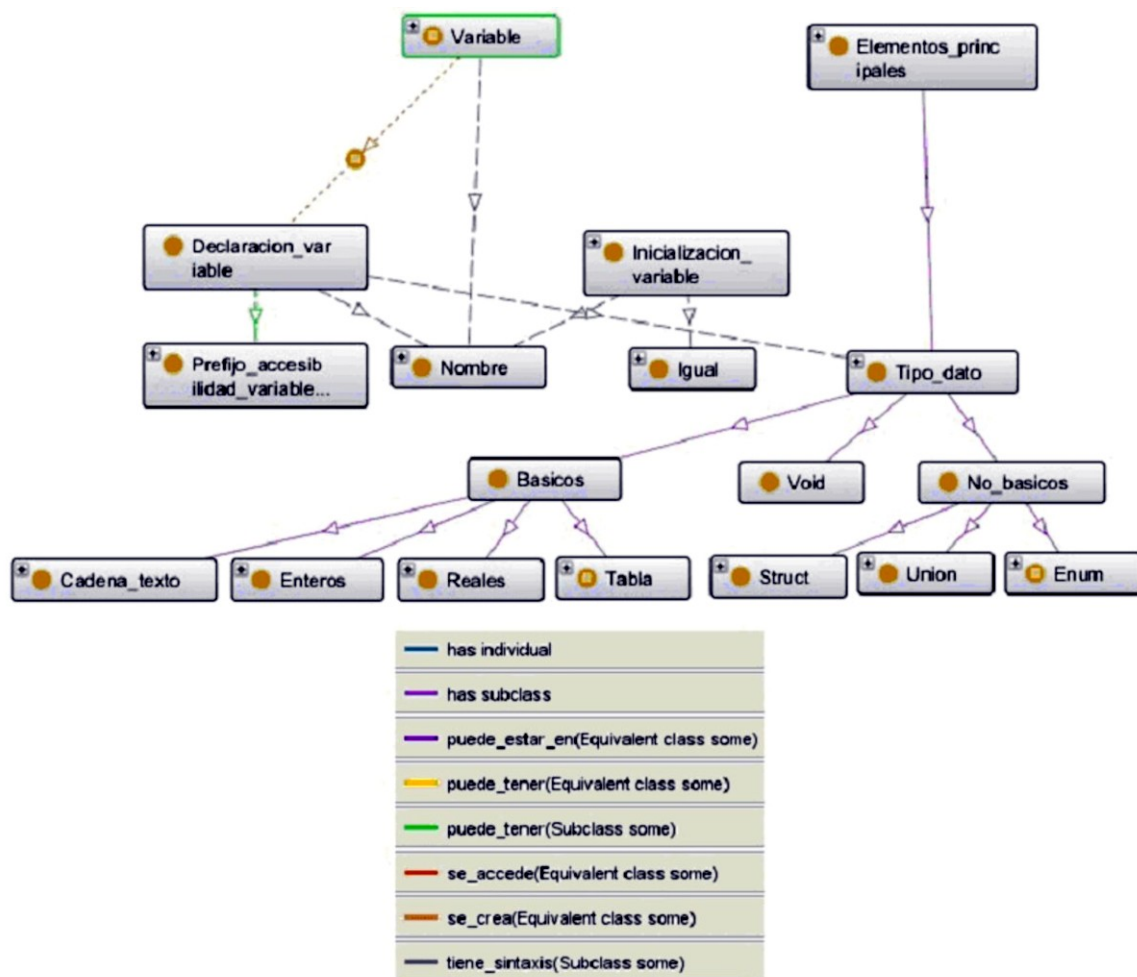 Variable
Elementos_princ
ipales
Declaracion_var
iable
Inicializacion_
variable
Prefijo_accesib
ilidad_variable...
Nombre
Igual
Tipo_dato
Basicos
Void
No_basicos
Cadena_texto
Enteros
Reales
Tabla
Struct
Union
Enum
has individual
has subclass
puede_estar_en(Equivalent class some)
puede_tener(Equivalent class some)
puede_tener(Subclass some)
se_accede(Equivalent class some)
se_crea(Equivalent class some)
tiene_sintaxis(Subclass some)